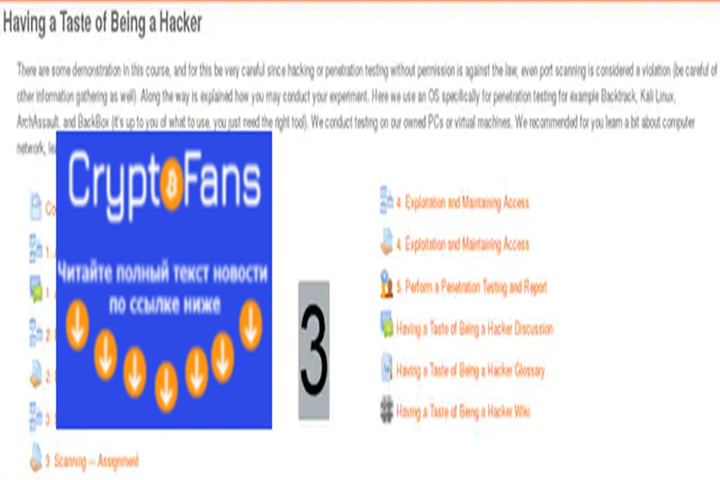 Having a Taste of Being a Hacker
There are some demonstration in this course, and for this be very careful since hacking or penetration testing without permission is against the law, even port scanning is considered a violation (be careful of
other information gathering as well) Along the way is explained how you may conduct your experiment. Here we use an OS specifically for penetration testing for example Backtrack, Kali Linux,
ArchAssault, and BackBox (it's up to you of what to use, you just need the right tool). We conduct testing on our owned PCs or virtual machines. We recommended for you learn a bit about computer
network,
CryptoFans
Читайте полный текст новости
по ссылке ниже
3
1
1
2
2
3
3 Scanning — Assignment
4 Exploration and Maintaining Access
4. Exploitation and Maintaining Access
5. Perform a Penetration Testing and Report
Having a Taste of Being a Hacker Discussion
Having a Taste of Being a Hacker Glossary
Having a Taste of Being a Hacker Wiki